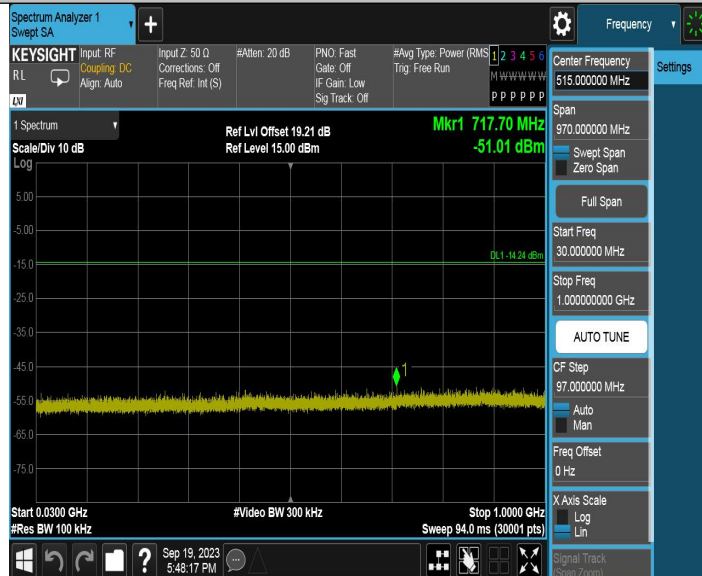 Spectrum Analyzer 1
Swept SA
Frequency
KEYSIGHT
RL
LXI
Input: RF
Coupling: DC
Align: Auto
Input Z: 50 Ω
Corrections: Off
Freq Ref: Int (S)
#Atten: 20 dB
PNO: Fast
Gate: Off
IF Gain: Low
Sig Track: Off
#Avg Type: Power (RMS
Trig: Free Run
1 2 3 4 5 6
M W W W W W
P P P P P P
1 Spectrum
Scale/Div 10 dB
Log
Ref Lvl Offset 19.21 dB
Ref Level 15.00 dBm
Mkr1 717.70 MHz
-51.01 dBm
5.00
-5.00
-15.0
-25.0
-35.0
-45.0
-55.0
-65.0
-75.0
DL1 -14.24 dBm
1
Start 0.0300 GHz
#Res BW 100 kHz
#Video BW 300 kHz
Stop 1.0000 GHz
Sweep 94.0 ms (30001 pts)
?
Sep 19, 2023
5:48:17 PM
Center Frequency
515.000000 MHz
Span
970.000000 MHz
Swept Span
Zero Span
Full Span
Start Freq
30.000000 MHz
Stop Freq
1.000000000 GHz
AUTO TUNE
CF Step
97.000000 MHz
Auto
Man
Freq Offset
0 Hz
X Axis Scale
Log
Lin
Signal Track
(Span Zoom)
Settings